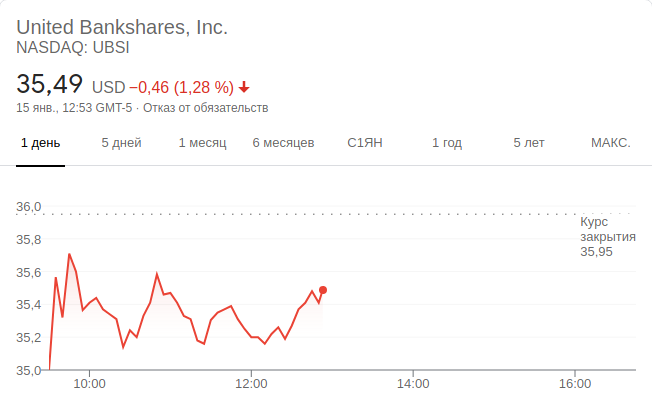 United Bankshares, Inc.
NASDAQ: UBSI
35,49 USD −0,46 (1,28 %)
15 янв., 12:53 GMT-5 · Отказ от обязательств
1 день 5 дней 1 месяц 6 месяцев С1ЯН 1 год 5 лет МАКС.
36,0
Курс
35,8 закрытия
35,95
35,6
35,4
35,2
35,0
10:00 12:00 14:00 16:00